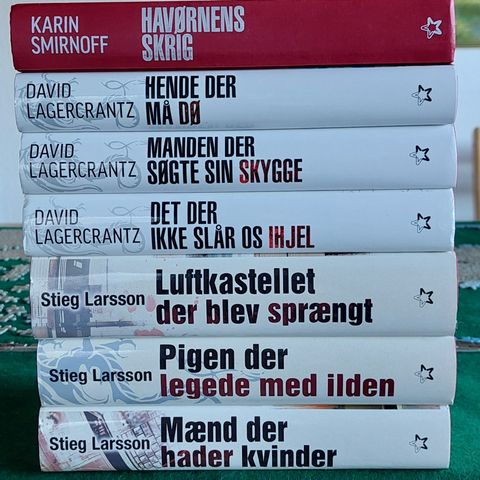 KARIN
SMIRNOFF
HAVØRNENS
SKRIG
DAVID
LAGERCRANTZ
HENDE DER
MÅ DØ
DAVID
LAGERCRANTZ
MANDEN DER
SØGTE SIN SKYGGE
DAVID
LAGERCRANTZ
DET DER
IKKE SLÅR OS IHJEL
Stieg Larsson
Luftkastellet
der blev sprængt
Stieg Larsson
Pigen der
legede med ilden
Stieg Larsson
Mænd der
hader kvinder